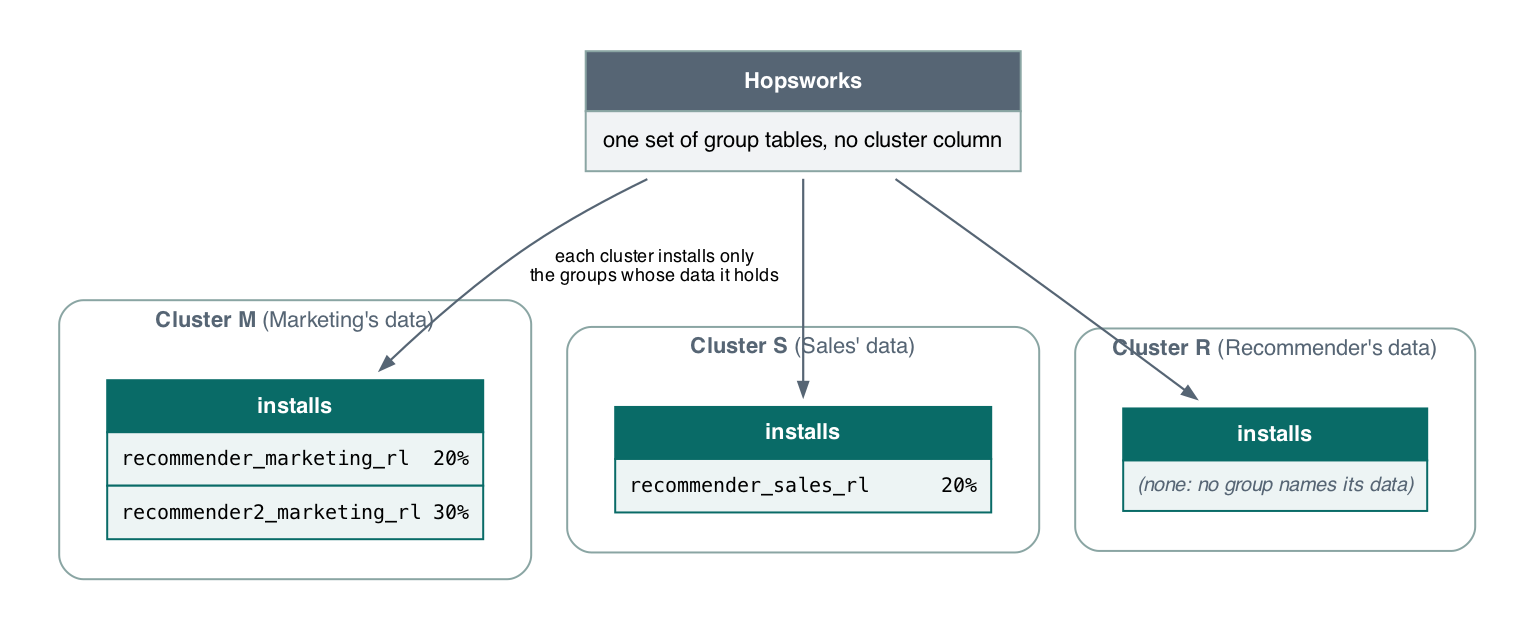 Hopsworks
one set of group tables, no cluster column
each cluster installs only
the groups whose data it holds
Cluster M (Marketing's data)
installs
recommender_marketing_rl 20%
recommender2_marketing_rl 30%
Cluster S (Sales' data)
installs
recommender_sales_rl 20%
Cluster R (Recommender's data)
installs
(none: no group names its data)